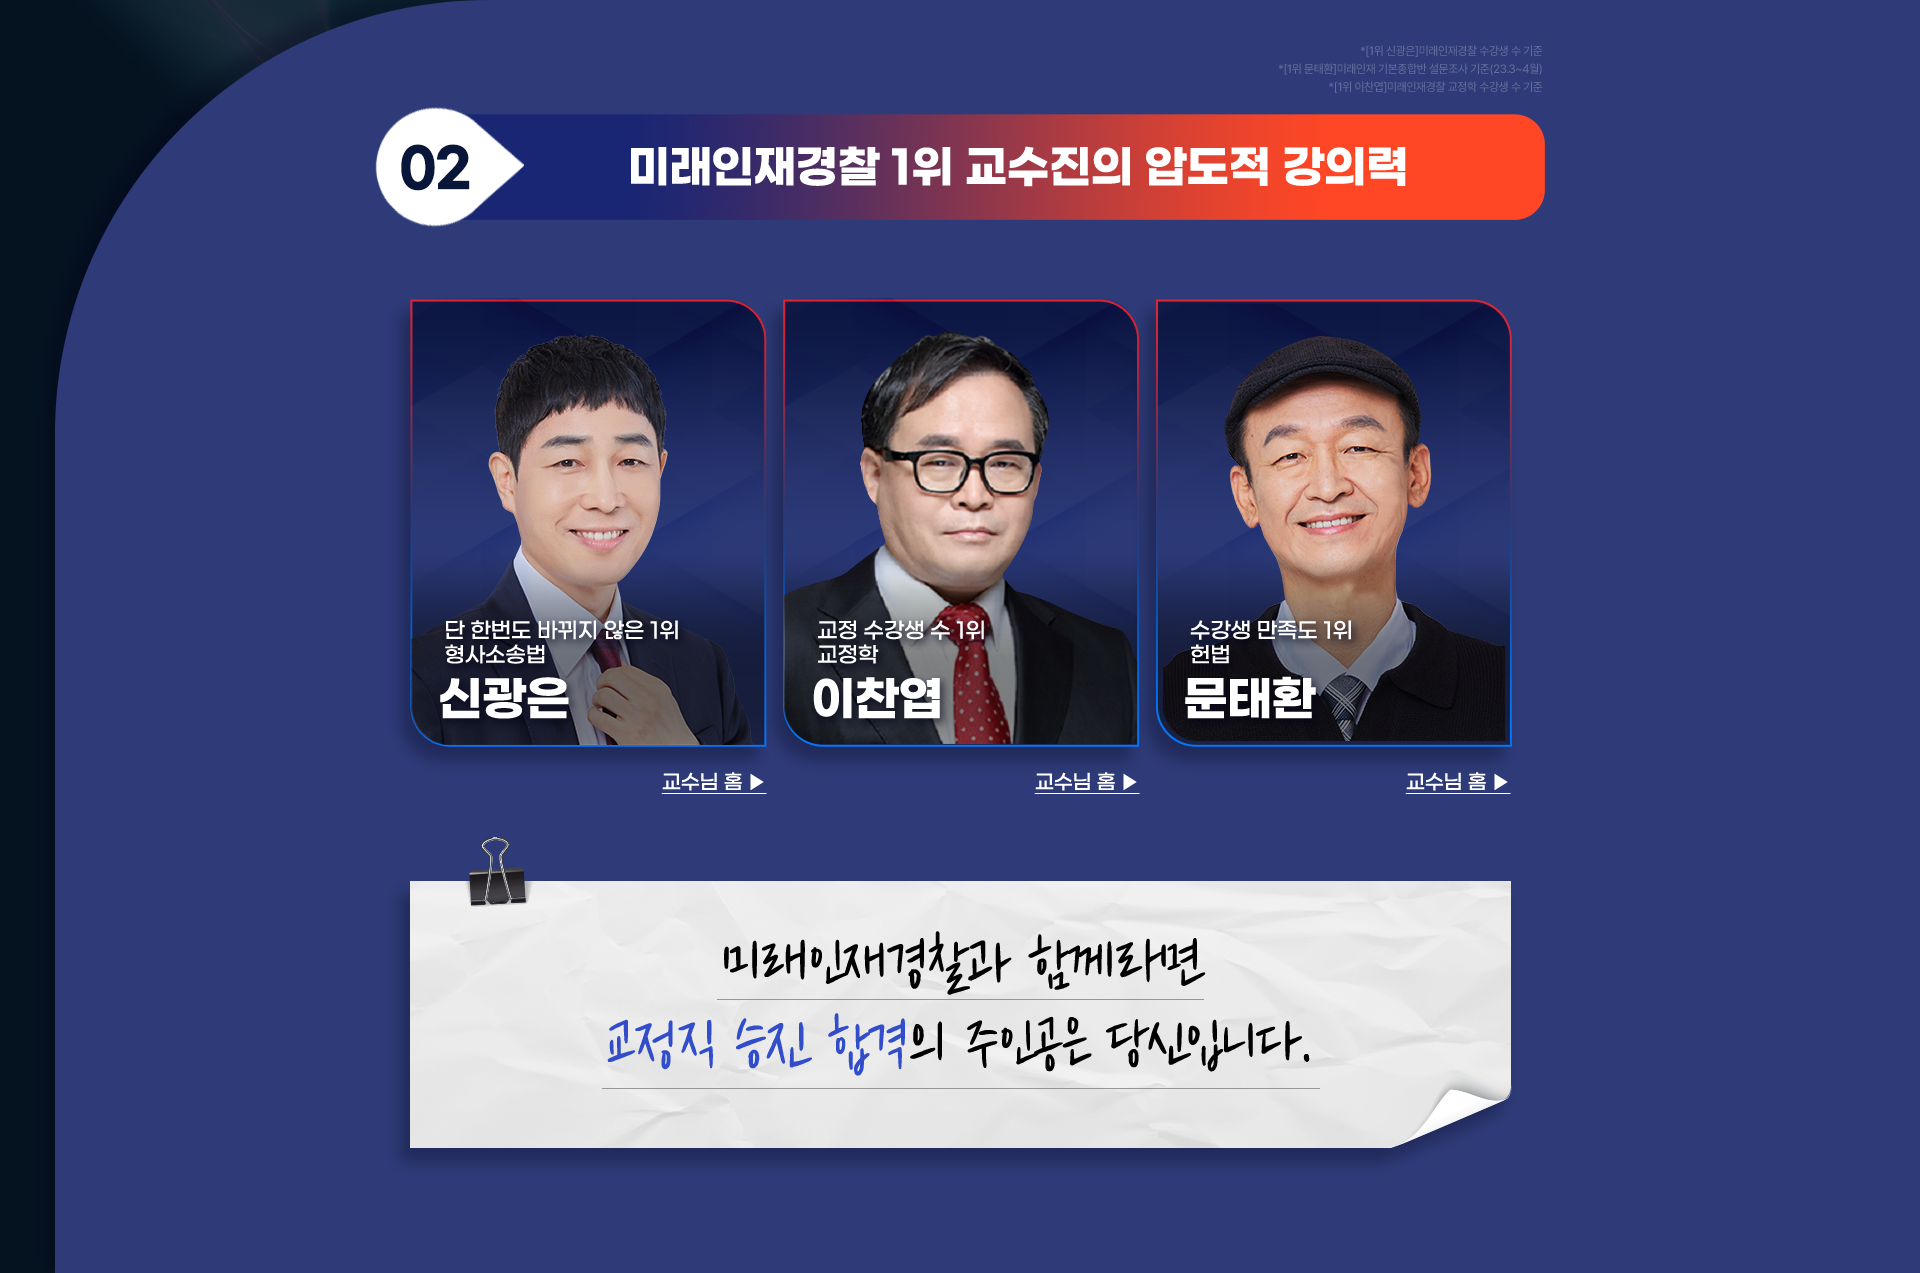 *[1위 신광은]미래인재경찰 수강생 수 기준
*[1위 문태환]미래인재 기본종합반 설문조사 기준(23.3~4월)
*[1위 이찬엽]미래인재경찰 교정학 수강생 수 기준
02
미래인재경찰 1위 교수진의 압도적 강의력
단 한번도 바뀌지 않은 1위
형사소송법
신광은
교수님 홈 ▶
교정 수강생 수 1위
교정학
이찬엽
교수님 홈 ▶
수강생 만족도 1위
헌법
문태환
교수님 홈 ▶
미래인재경찰과 함께라면
교정직 승진 합격의 주인공은 당신입니다.